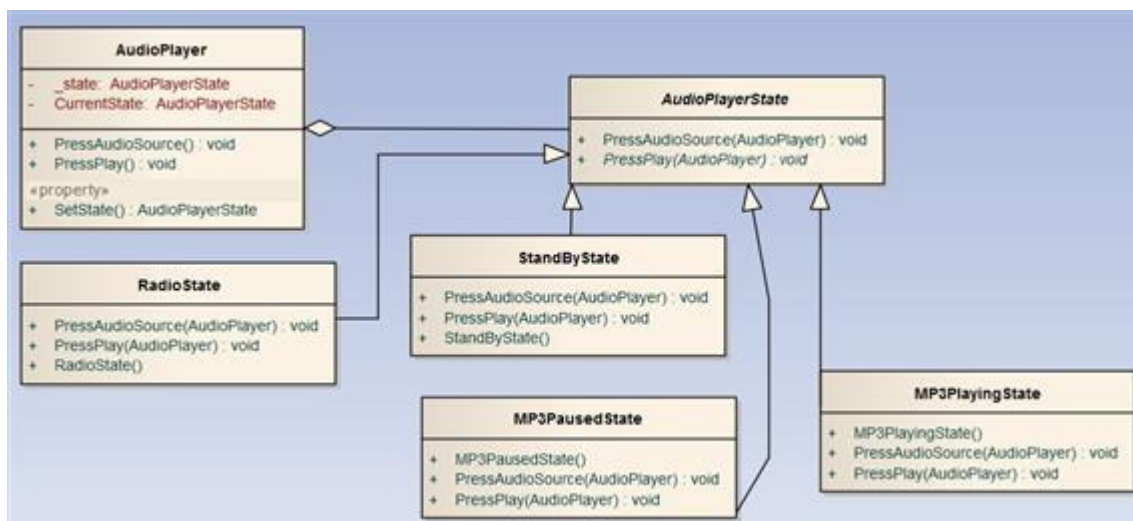 AudioPlayer
- _state: AudioPlayerState
- CurrentState: AudioPlayerState
+ PressAudioSource() : void
+ PressPlay() : void
«property»
+ SetState() : AudioPlayerState
AudioPlayerState
+ PressAudioSource(AudioPlayer) : void
+ PressPlay(AudioPlayer) : void
StandByState
+ PressAudioSource(AudioPlayer) : void
+ PressPlay(AudioPlayer) : void
+ StandByState()
RadioState
+ PressAudioSource(AudioPlayer) : void
+ PressPlay(AudioPlayer) : void
+ RadioState()
MP3PausedState
+ MP3PausedState()
+ PressAudioSource(AudioPlayer) : void
+ PressPlay(AudioPlayer) : void
MP3PlayingState
+ MP3PlayingState()
+ PressAudioSource(AudioPlayer) : void
+ PressPlay(AudioPlayer) : void